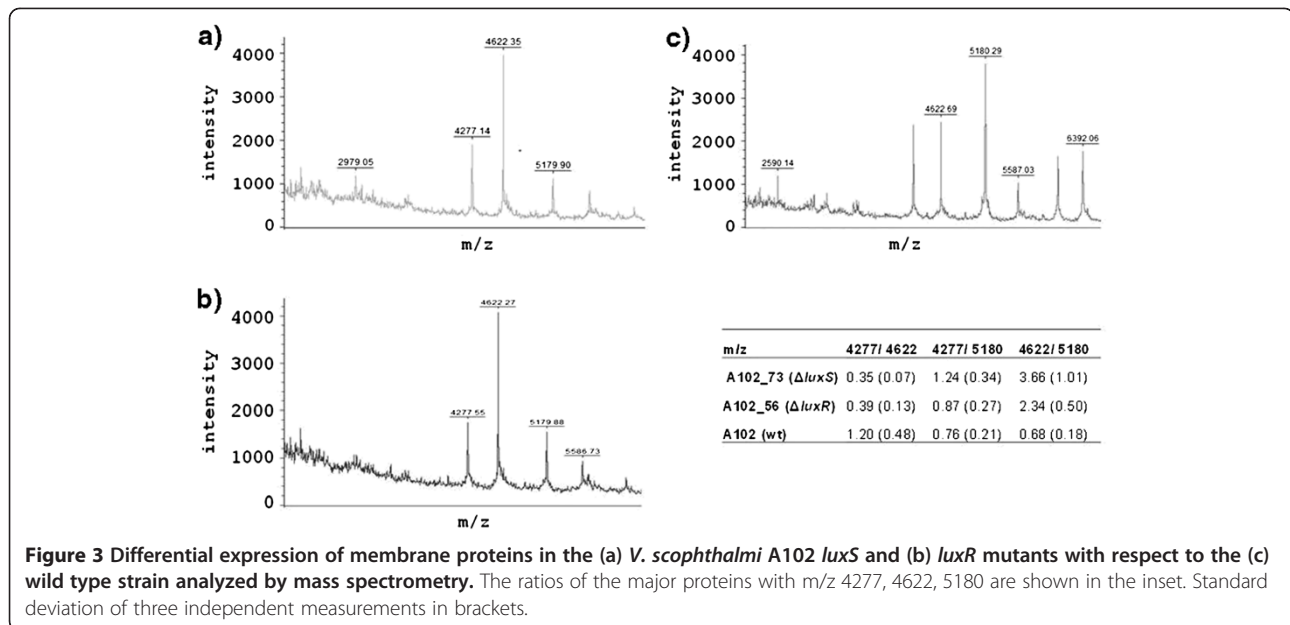 a)
4000
3000
2000
1000
0
intensity
2979.05
4277.14
4622.35
5179.90
m/z
c)
4000
3000
2000
1000
0
intensity
2590.14
4622.69
5180.29
5587.03
6392.06
m/z
b)
4000
3000
2000
1000
0
intensity
4277.55
4622.27
5179.88
5586.73
m/z
m/z 4277/ 4622 4277/ 5180 4622/ 5180
A102_73 (ΔluxS) 0.35 (0.07) 1.24 (0.34) 3.66 (1.01)
A102_56 (ΔluxR) 0.39 (0.13) 0.87 (0.27) 2.34 (0.50)
A102 (wt) 1.20 (0.48) 0.76 (0.21) 0.68 (0.18)
Figure 3 Differential expression of membrane proteins in the (a) V. scophthalmi A102 luxS and (b) luxR mutants with respect to the (c)
wild type strain analyzed by mass spectrometry. The ratios of the major proteins with m/z 4277, 4622, 5180 are shown in the inset. Standard
deviation of three independent measurements in brackets.